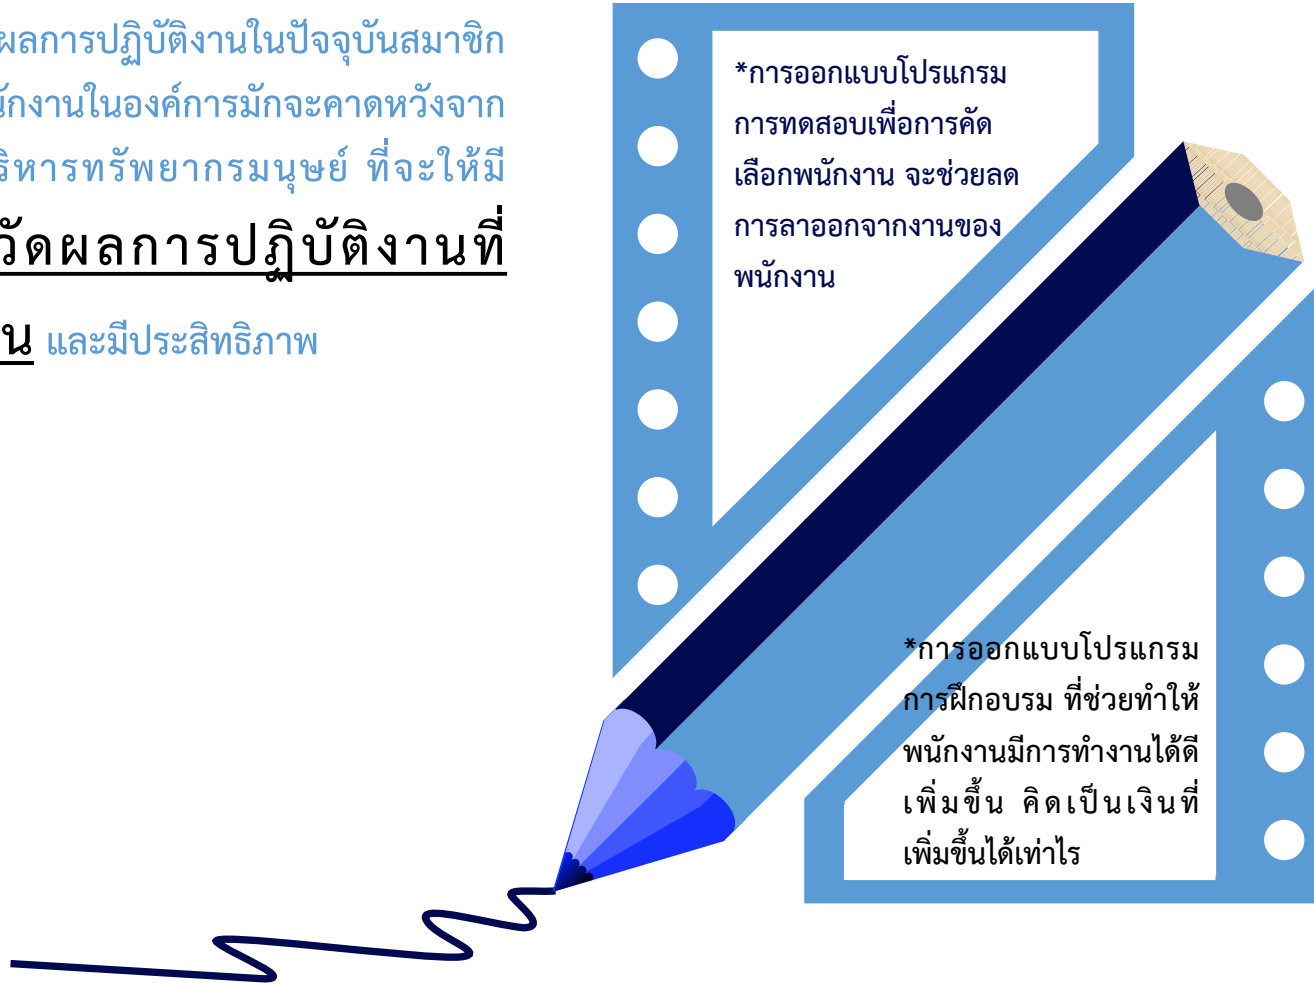 ผลการปฏิบัติงานในปัจจุบันสมาชิก
นักงานในองค์การมักจะคาดหวังจาก
ริหารทรัพยากรมนุษย์ ที่จะให้มี
วัดผลการปฏิบัติงานที่
น และมีประสิทธิภาพ
*การออกแบบโปรแกรม
การทดสอบเพื่อการคัด
เลือกพนักงาน จะช่วยลด
การลาออกจากงานของ
พนักงาน
*การออกแบบโปรแกรม
การฝึกอบรม ที่ช่วยทำให้
พนักงานมีการทำงานได้ดี
เพิ่มขึ้น คิดเป็นเงินที่
เพิ่มขึ้นได้เท่าไร